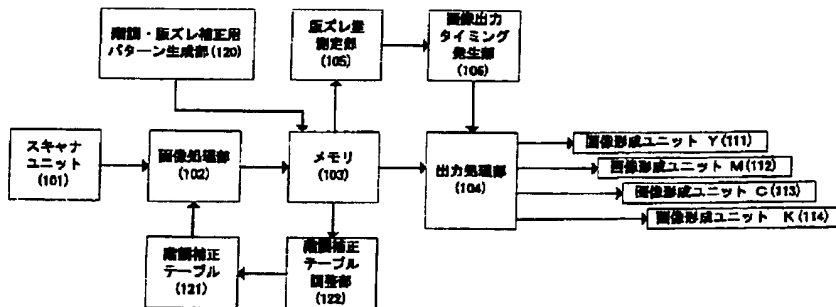 階調・版ズレ補正用
パターン生成部(120)
版ズレ量
測定部
(105)
画像出力
タイミング
発生部
(106)
スキャナ
ユニット
(101)
画像処理部
(102)
メモリ
(103)
出力処理部
(104)
画像形成ユニット Y(111)
画像形成ユニット M(112)
画像形成ユニット C(113)
画像形成ユニット K(114)
階調補正
テーブル
(121)
階調補正
テーブル
調整部
(122)